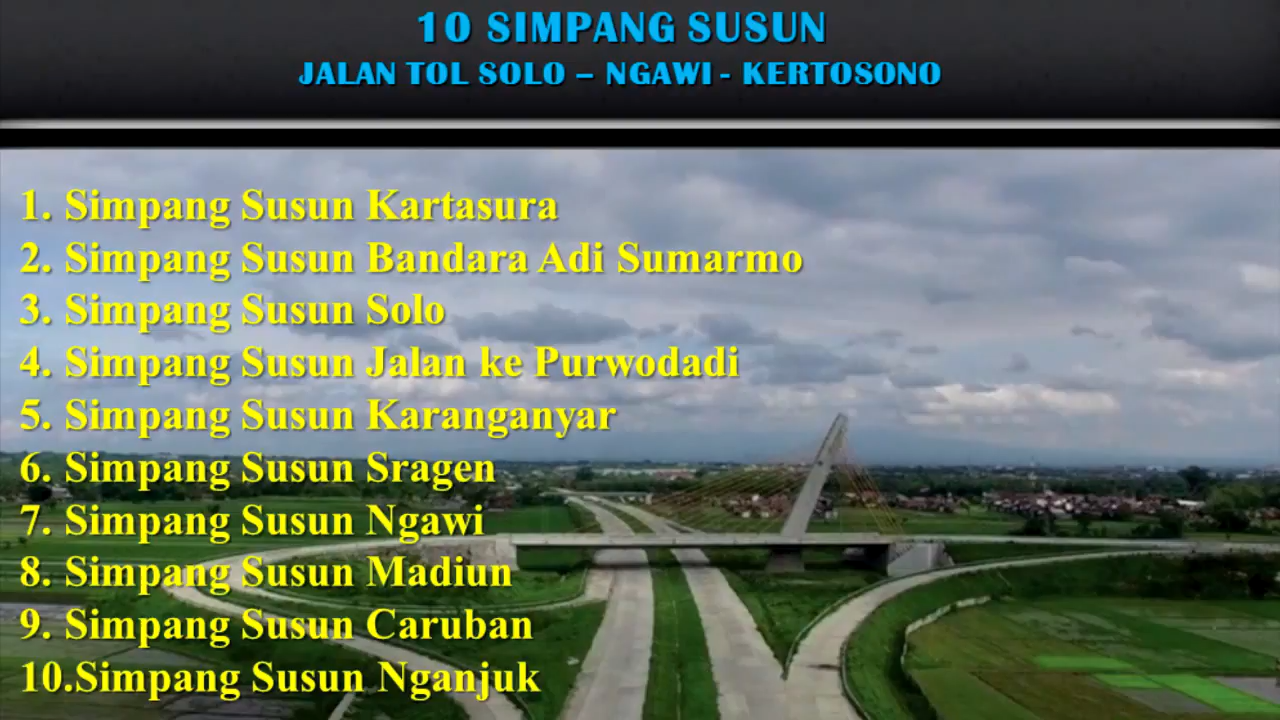 10 SIMPANG SUSUN
JALAN TOL SOLO – NGAWI - KERTOSONO
1. Simpang Susun Kartasura
2. Simpang Susun Bandara Adi Sumarmo
3. Simpang Susun Solo
4. Simpang Susun Jalan ke Purwodadi
5. Simpang Susun Karanganyar
6. Simpang Susun Sragen
7. Simpang Susun Ngawi
8. Simpang Susun Madiun
9. Simpang Susun Caruban
10.Simpang Susun Nganjuk